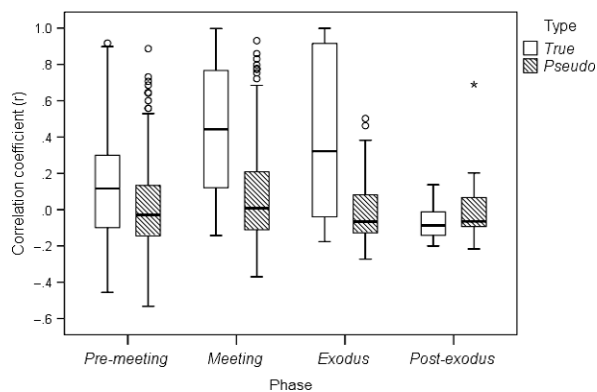 Type
True
Pseudo
Correlation coefficient (r)
1.0
.8
.6
.4
.2
.0
-.2
-.4
-.6
Pre-meeting
Meeting
Exodus
Post-exodus
Phase